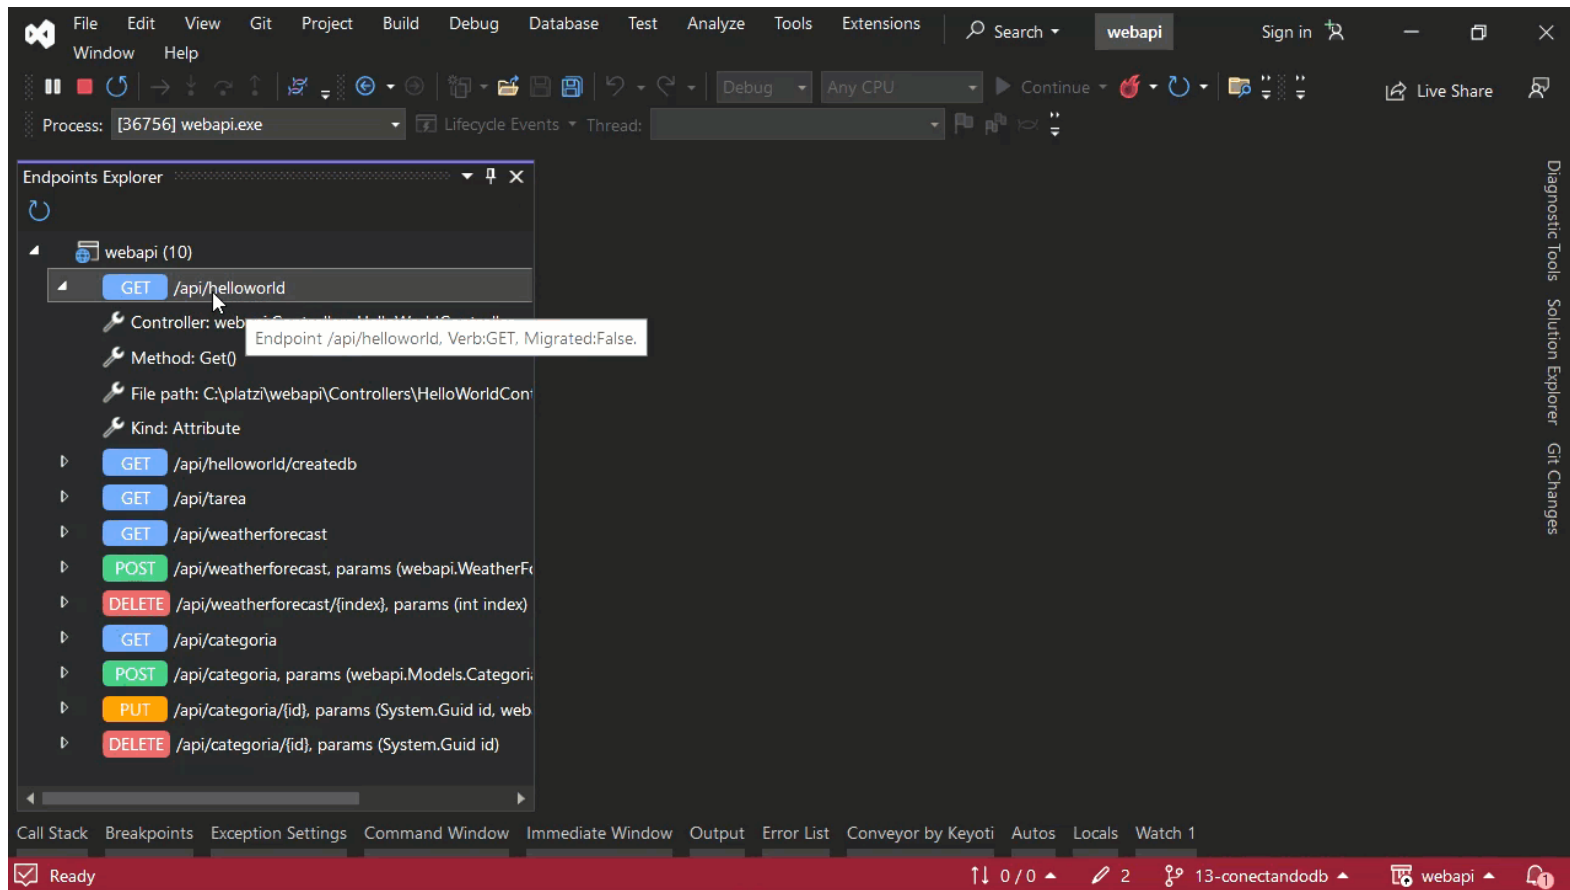 File Edit View Git Project Build Debug Database Test Analyze Tools Extensions Search webapi Sign in
Window Help
Debug Any CPU Continue Live Share
Process: [36756] webapi.exe Lifecycle Events Thread:
Endpoints Explorer
webapi (10)
GET /api/helloworld
Controller:
Endpoint /api/helloworld, Verb:GET, Migrated:False.
Method: Get()
File path: C:\platzi\webapi\Controllers\HelloWorldCon
Kind: Attribute
GET /api/helloworld/createdb
GET /api/tarea
GET /api/weatherforecast
POST /api/weatherforecast, params (webapi.WeatherFo
DELETE /api/weatherforecast/{index}, params (int index)
GET /api/categoria
POST /api/categoria, params (webapi.Models.Categori
PUT /api/categoria/{id}, params (System.Guid id, web
DELETE /api/categoria/{id}, params (System.Guid id)
Diagnostic Tools
Solution Explorer
Git Changes
Call Stack Breakpoints Exception Settings Command Window Immediate Window Output Error List Conveyor by Keyoti Autos Locals Watch 1
Ready 0 / 0 2 13-conectandodb webapi 1